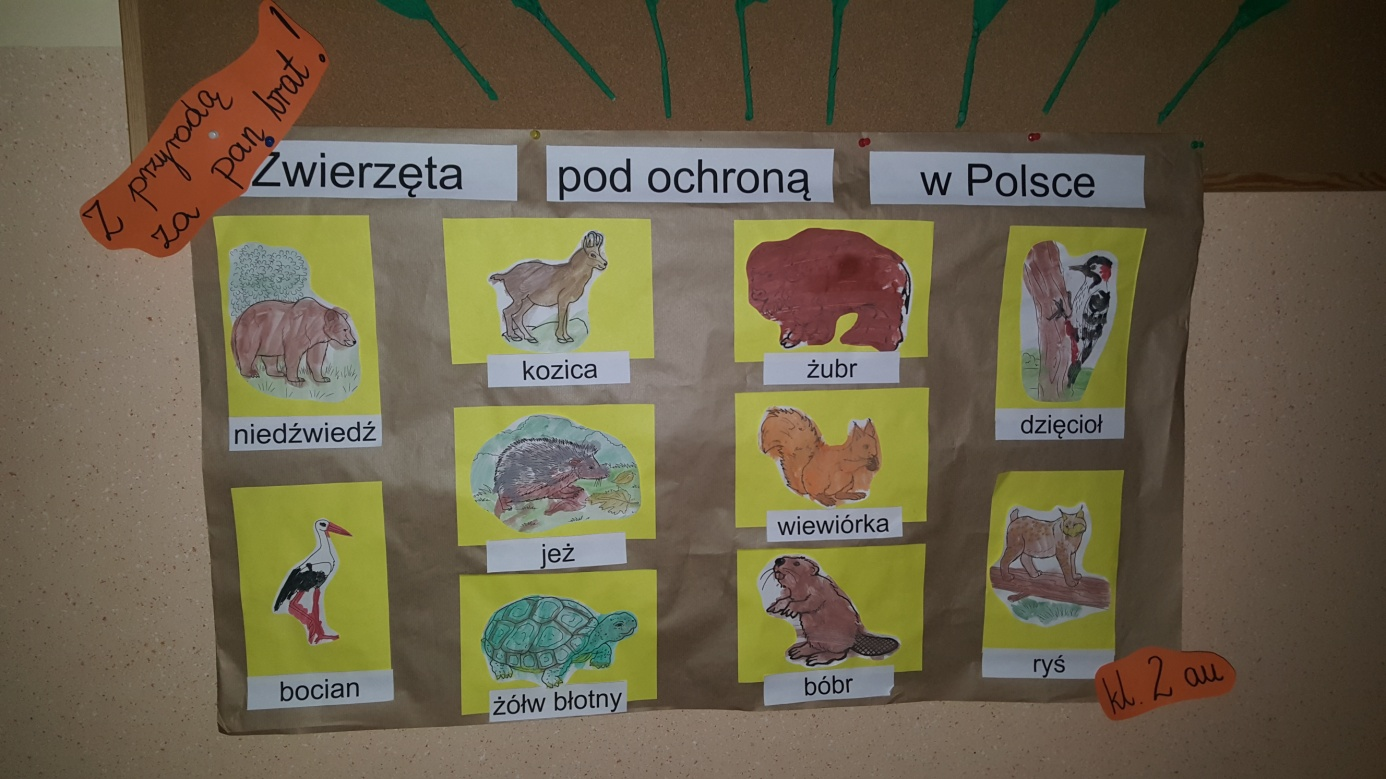 Z przyrodą
za pan brat!
Zwierzęta pod ochroną w Polsce
niedźwiedź
kozica
żubr
dzięcioł
jeż
wiewiórka
bocian
żółw błotny
bóbr
ryś
kl. 2 au